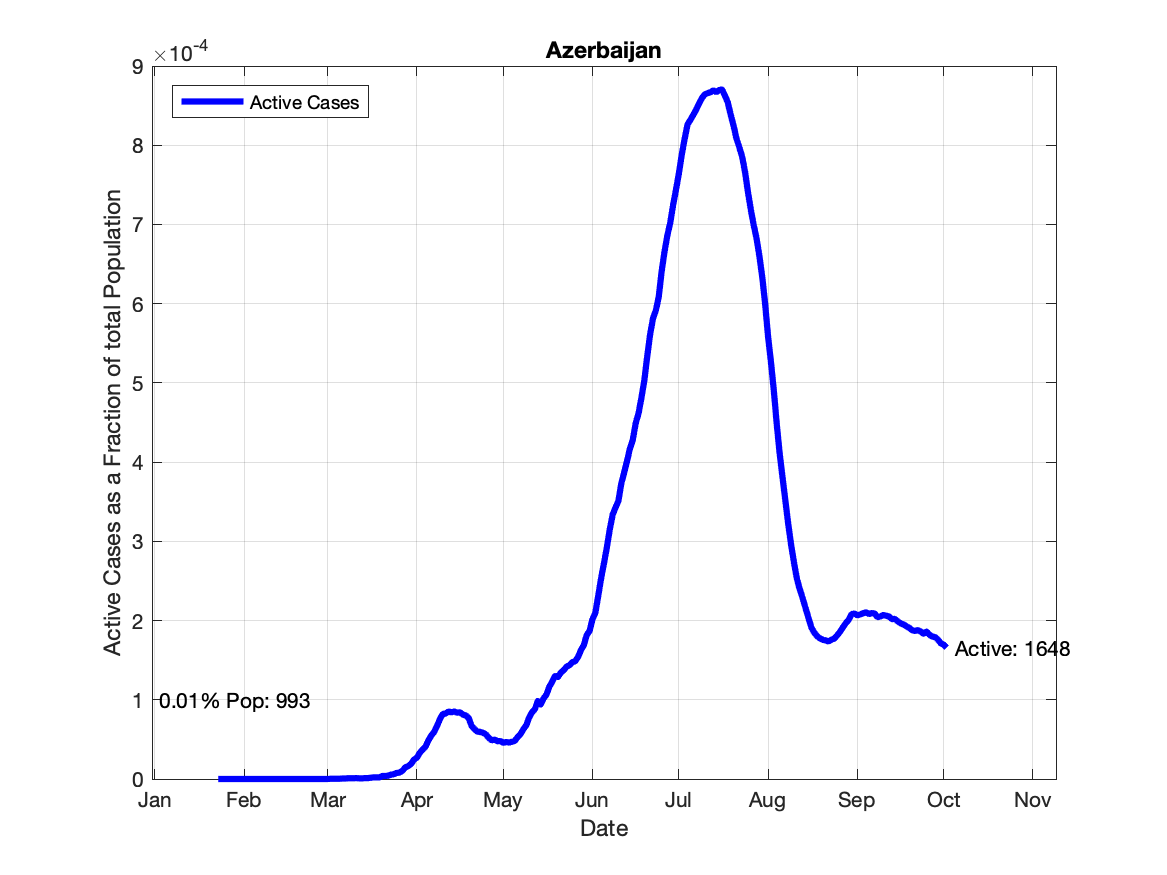 Azerbaijan
×10-4
9
8
7
6
5
4
3
2
1
0
Active Cases
Active Cases as a Fraction of total Population
Active: 1648
0.01% Pop: 993
Jan Feb Mar Apr May Jun Jul Aug Sep Oct Nov
Date